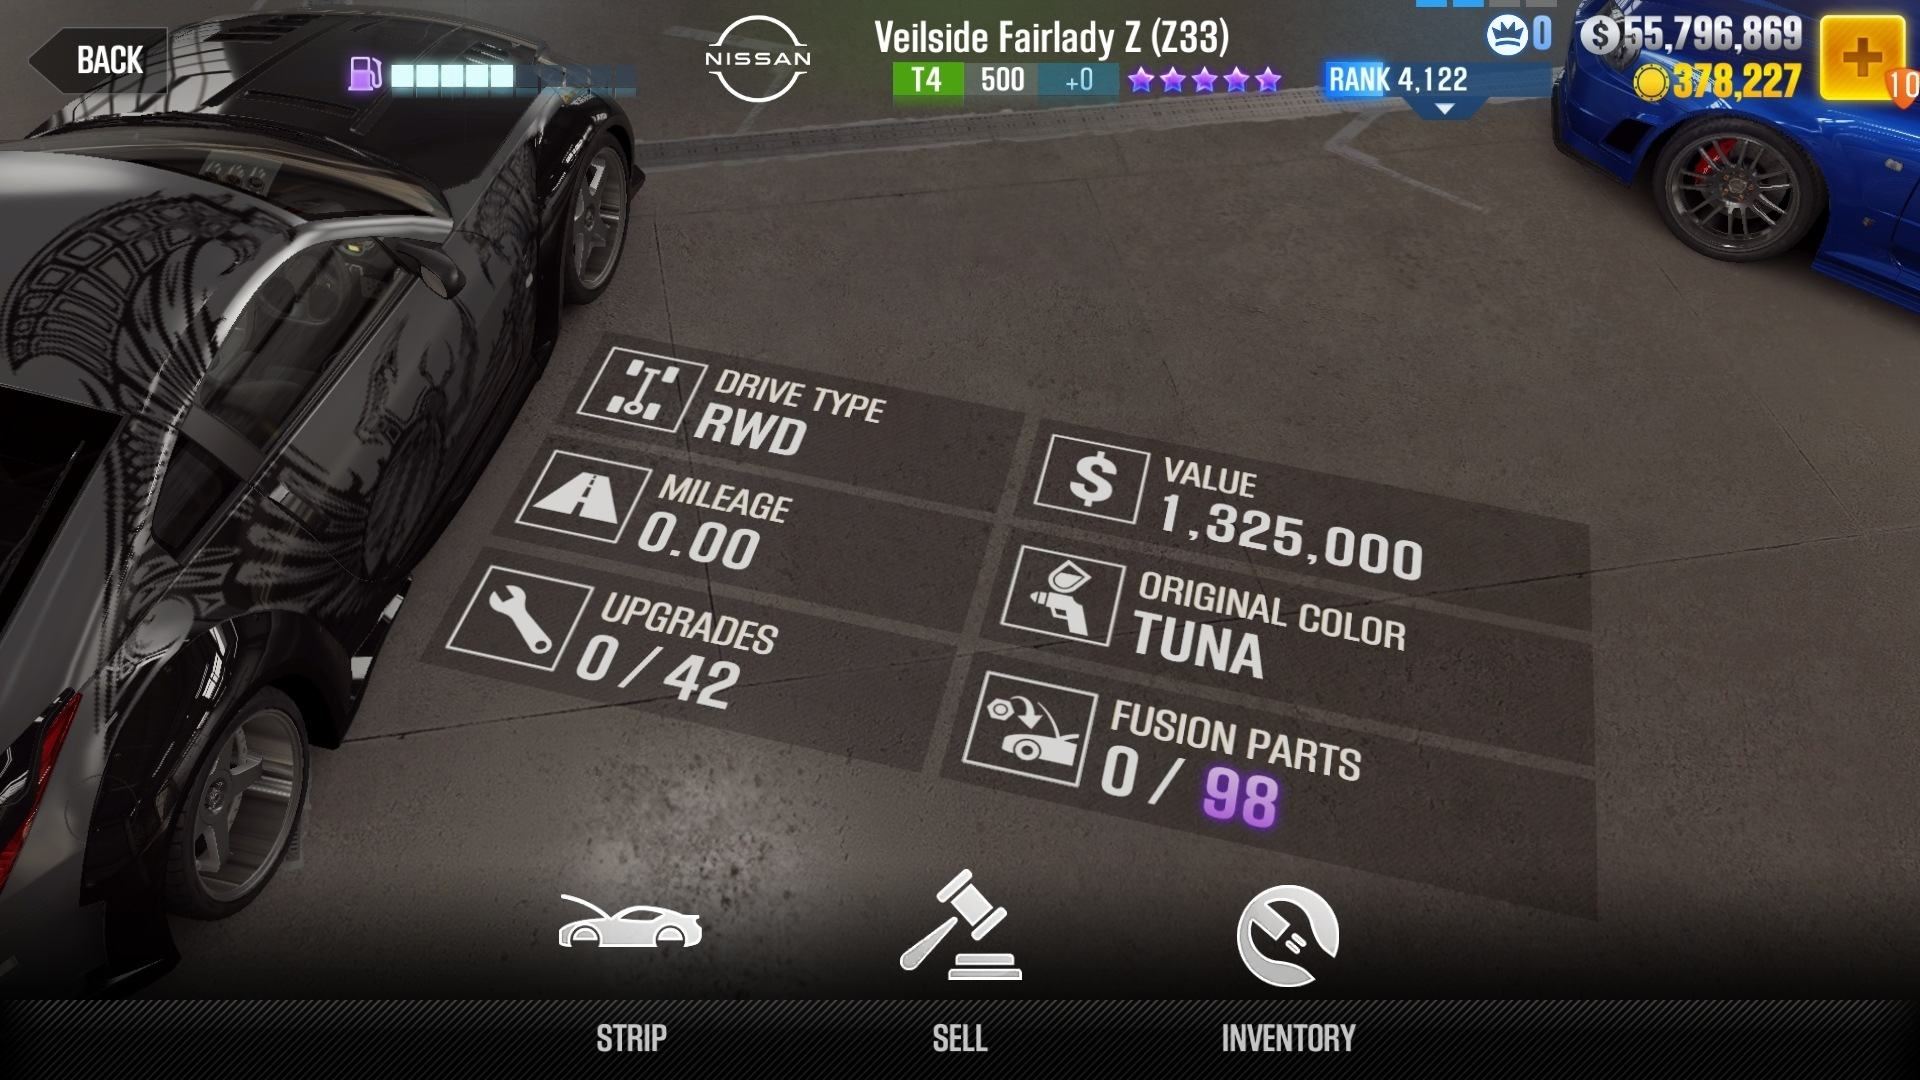 BACK
NISSAN
Veilside Fairlady Z (Z33)
T4 500 +0
RANK 4,122
0
55,796,869
378,227
10
DRIVE TYPE
RWD
MILEAGE
0.00
UPGRADES
0 / 42
VALUE
1,325,000
ORIGINAL COLOR
TUNA
FUSION PARTS
0 / 98
STRIP
SELL
INVENTORY